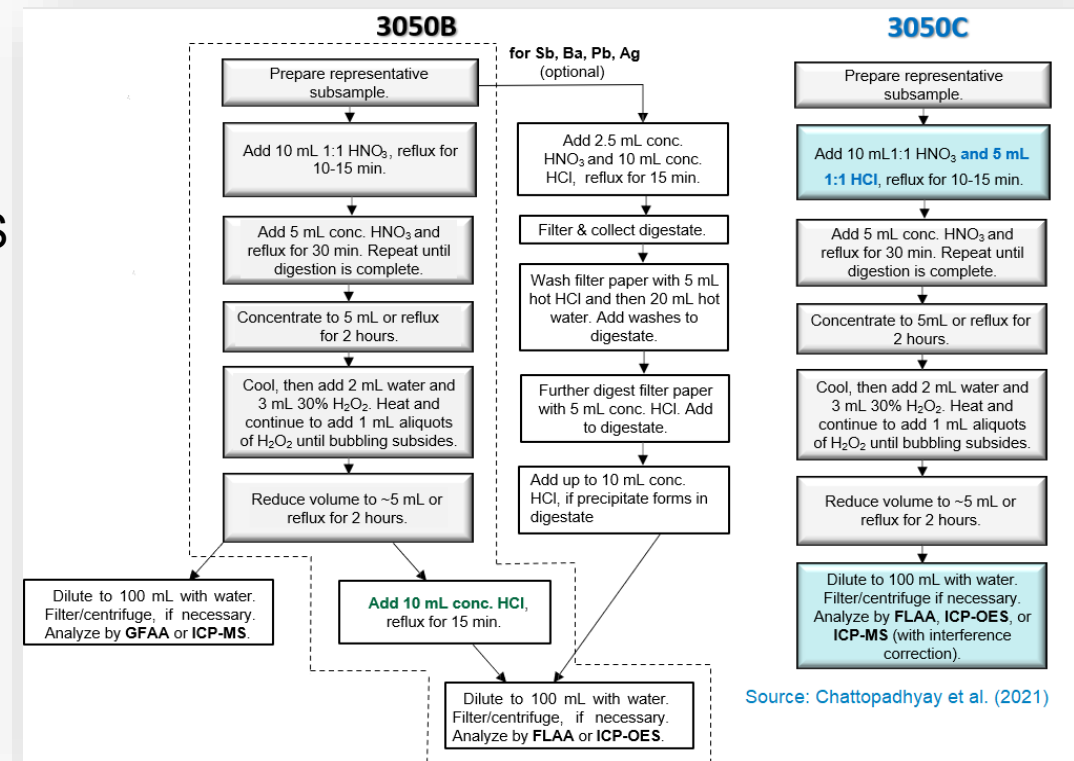 3050B
3050C
for Sb, Ba, Pb, Ag
(optional)
Prepare representative
subsample.
Add 10 mL 1:1 HNO₃, reflux for
10-15 min.
Add 5 mL conc. HNO₃ and
reflux for 30 min. Repeat until
digestion is complete.
Concentrate to 5 mL or reflux
for 2 hours.
Cool, then add 2 mL water and
3 mL 30% H₂O₂. Heat and
continue to add 1 mL aliquots
of H₂O₂ until bubbling subsides.
Reduce volume to ~5 mL or
reflux for 2 hours.
Dilute to 100 mL with water.
Filter/centrifuge, if necessary.
Analyze by GFAA or ICP-MS.
Add 10 mL conc. HCl,
reflux for 15 min.
Add 2.5 mL conc.
HNO₃ and 10 mL conc.
HCl, reflux for 15 min.
Filter & collect digestate.
Wash filter paper with 5 mL
hot HCl and then 20 mL hot
water. Add washes to
digestate.
Further digest filter paper
with 5 mL conc. HCl. Add
to digestate.
Add up to 10 mL conc.
HCl, if precipitate forms in
digestate
Dilute to 100 mL with water.
Filter/centrifuge, if necessary.
Analyze by FLAA or ICP-OES.
Prepare representative
subsample.
Add 10 mL1:1 HNO₃ and 5 mL
1:1 HCl, reflux for 10-15 min.
Add 5 mL conc. HNO₃ and
reflux for 30 min. Repeat until
digestion is complete.
Concentrate to 5mL or reflux for
2 hours.
Cool, then add 2 mL water and
3 mL 30% H₂O₂. Heat and
continue to add 1 mL aliquots
of H₂O₂ until bubbling subsides.
Reduce volume to ~5 mL or
reflux for 2 hours.
Dilute to 100 mL with water.
Filter/centrifuge if necessary.
Analyze by FLAA, ICP-OES, or
ICP-MS (with interference
correction).
Source: Chattopadhyay et al. (2021)